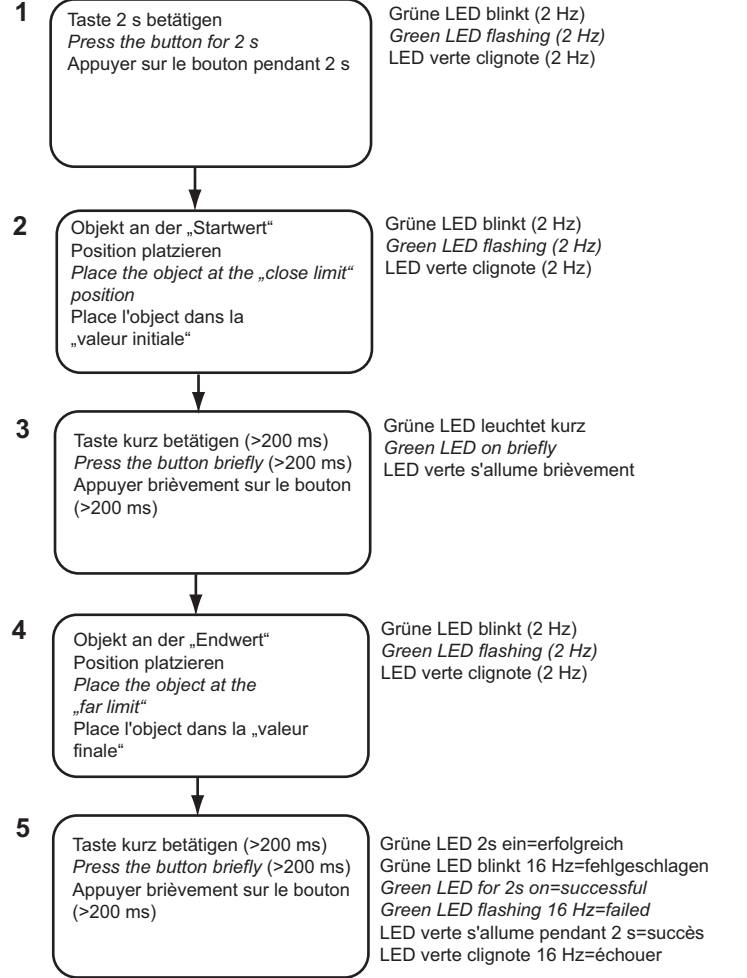 1
Taste 2 s betätigen
Press the button for 2 s
Appuyer sur le bouton pendant 2 s
Grüne LED blinkt (2 Hz)
Green LED flashing (2 Hz)
LED verte clignote (2 Hz)
2
Objekt an der „Startwert“
Position platzieren
Place the object at the „close limit“
position
Place l'object dans la
„valeur initiale“
Grüne LED blinkt (2 Hz)
Green LED flashing (2 Hz)
LED verte clignote (2 Hz)
3
Taste kurz betätigen (>200 ms)
Press the button briefly (>200 ms)
Appuyer brièvement sur le bouton
(>200 ms)
Grüne LED leuchtet kurz
Green LED on briefly
LED verte s'allume brièvement
4
Objekt an der „Endwert“
Position platzieren
Place the object at the
„far limit“
Place l'object dans la „valeur
finale“
Grüne LED blinkt (2 Hz)
Green LED flashing (2 Hz)
LED verte clignote (2 Hz)
5
Taste kurz betätigen (>200 ms)
Press the button briefly (>200 ms)
Appuyer brièvement sur le bouton
(>200 ms)
Grüne LED 2s ein=erfolgreich
Grüne LED blinkt 16 Hz=fehlgeschlagen
Green LED for 2s on=successful
Green LED flashing 16 Hz=failed
LED verte s'allume pendant 2 s=succès
LED verte clignote 16 Hz=échouer